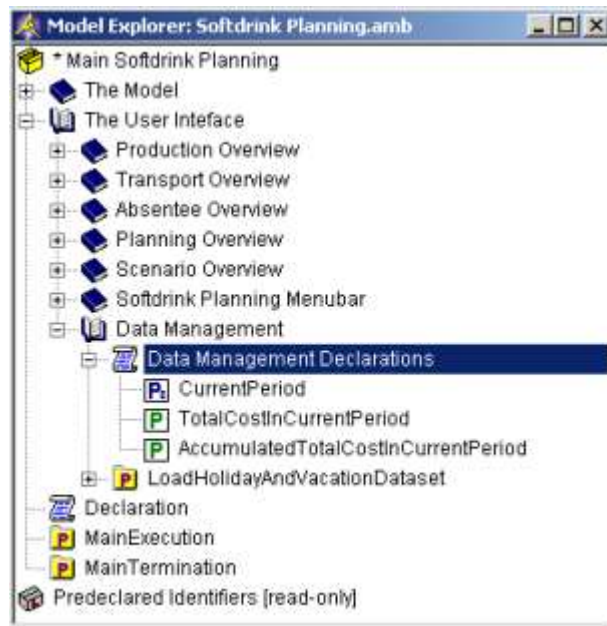 Model Explorer: Softdrink Planning.amb
* Main Softdrink Planning
The Model
The User Inteface
Production Overview
Transport Overview
Absentee Overview
Planning Overview
Scenario Overview
Softdrink Planning Menubar
Data Management
Data Management Declarations
CurrentPeriod
TotalCostInCurrentPeriod
AccumulatedTotalCostInCurrentPeriod
LoadHolidayAndVacationDataset
Declaration
MainExecution
MainTermination
Predeclared Identifiers [read-only]